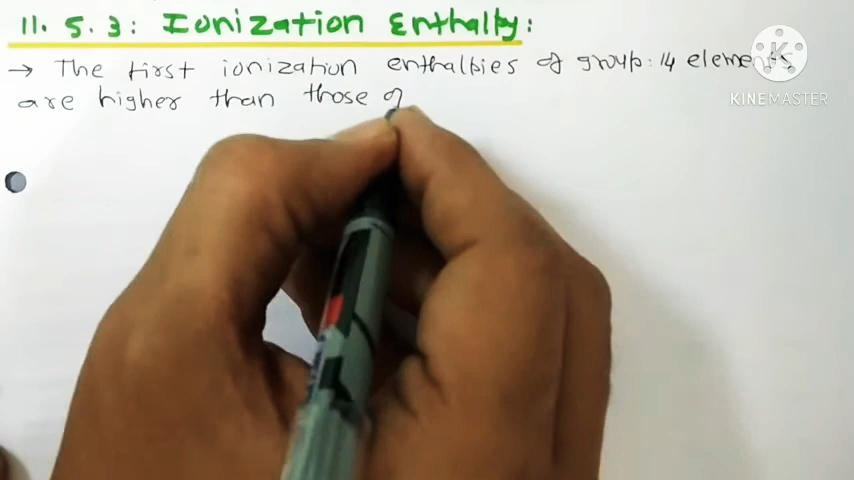 11. 5.3: Ionization Enthalpy:
→ The first ionization enthalpies of group: 14 elements
are higher than those of
KINEMASTER